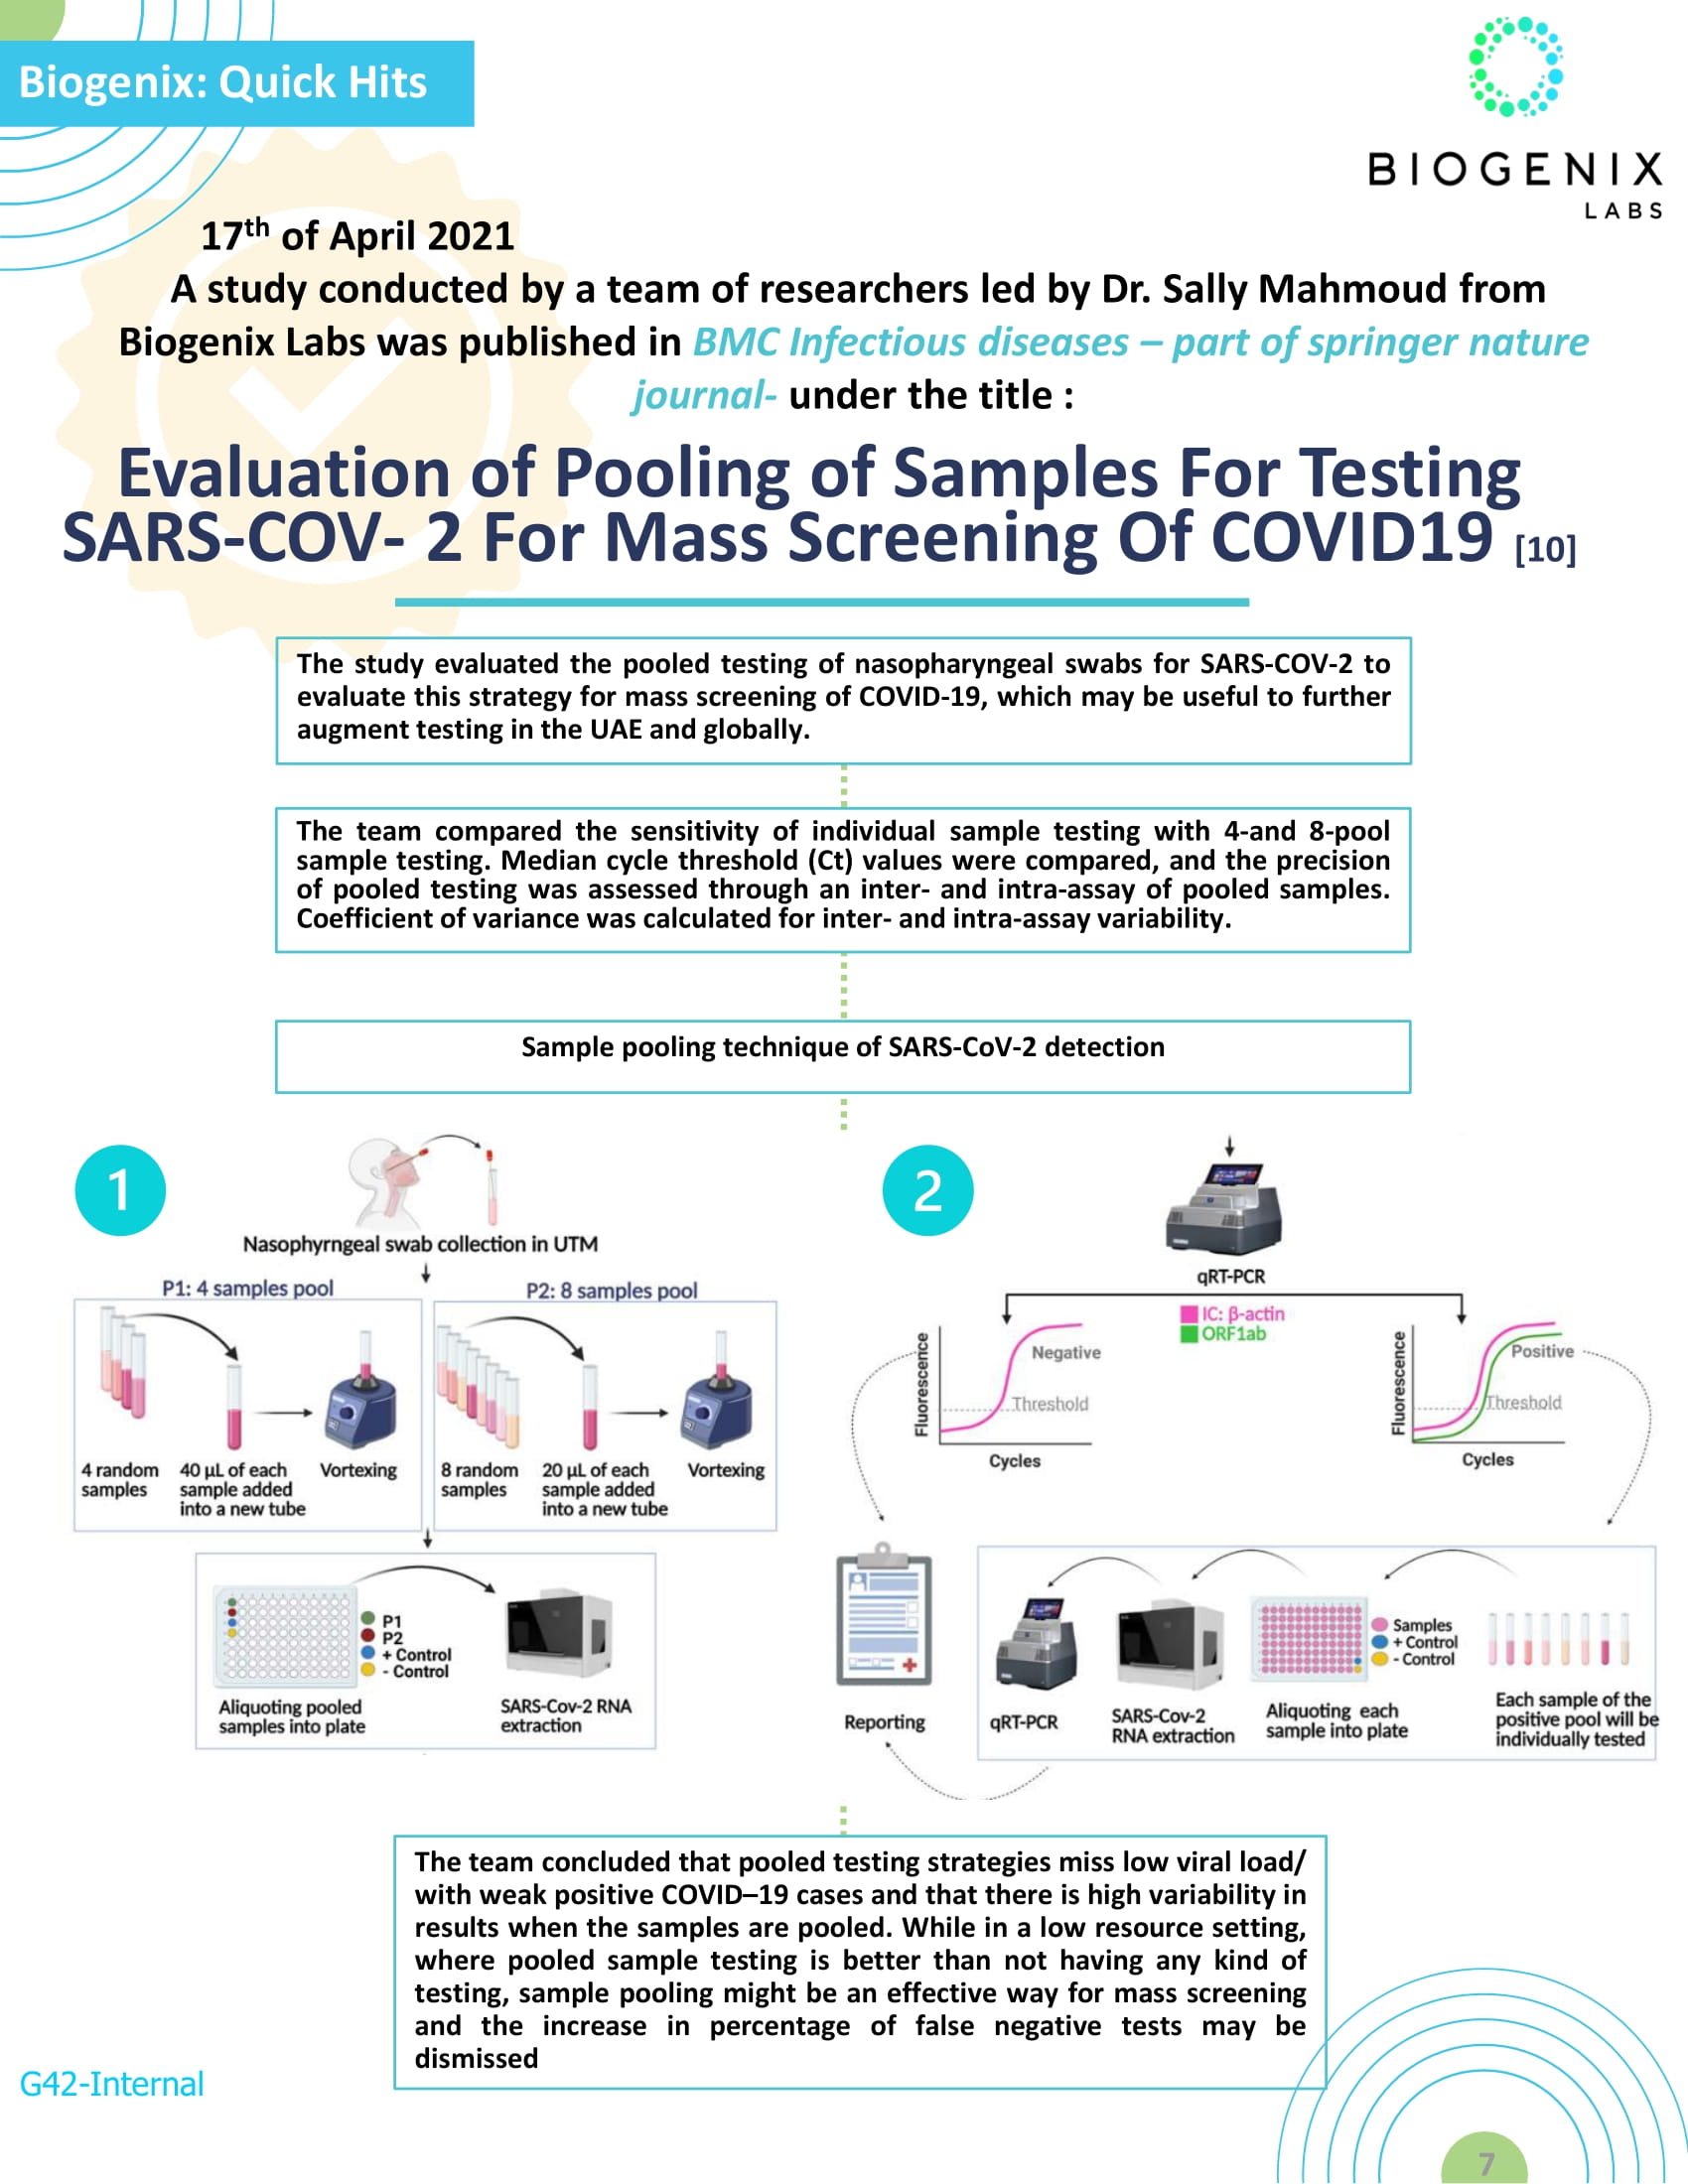 Biogenix: Quick Hits
BIOGENIX
LABS
17th of April 2021
A study conducted by a team of researchers led by Dr. Sally Mahmoud from
Biogenix Labs was published in BMC Infectious diseases – part of springer nature
journal- under the title :
Evaluation of Pooling of Samples For Testing
SARS-COV- 2 For Mass Screening Of COVID19 [10]
The study evaluated the pooled testing of nasopharyngeal swabs for SARS-COV-2 to
evaluate this strategy for mass screening of COVID-19, which may be useful to further
augment testing in the UAE and globally.
The team compared the sensitivity of individual sample testing with 4-and 8-pool
sample testing. Median cycle threshold (Ct) values were compared, and the precision
of pooled testing was assessed through an inter- and intra-assay of pooled samples.
Coefficient of variance was calculated for inter- and intra-assay variability.
Sample pooling technique of SARS-CoV-2 detection
1
Nasophyrngeal swab collection in UTM
P1: 4 samples pool
P2: 8 samples pool
4 random
samples
40 µL of each
sample added
into a new tube
Vortexing
8 random
samples
20 µL of each
sample added
into a new tube
Vortexing
P1
P2
+ Control
- Control
Aliquoting pooled
samples into plate
SARS-Cov-2 RNA
extraction
2
qRT-PCR
IC: β-actin
ORF1ab
Fluorescence
Negative
Threshold
Cycles
Fluorescence
Positive
Threshold
Cycles
Reporting
qRT-PCR
SARS-Cov-2
RNA extraction
Samples
+ Control
- Control
Aliquoting each
sample into plate
Each sample of the
positive pool will be
individually tested
The team concluded that pooled testing strategies miss low viral load/
with weak positive COVID–19 cases and that there is high variability in
results when the samples are pooled. While in a low resource setting,
where pooled sample testing is better than not having any kind of
testing, sample pooling might be an effective way for mass screening
and the increase in percentage of false negative tests may be
dismissed
G42-Internal
7